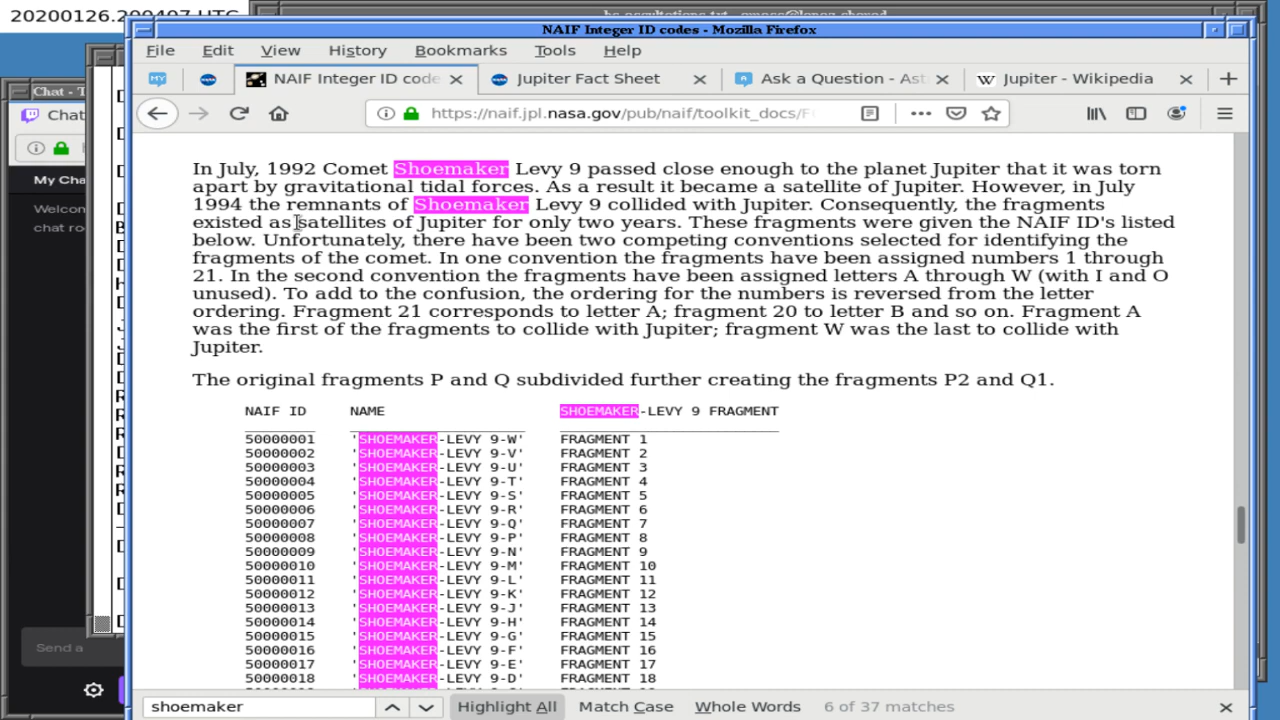 20200126.200407 UTC
NAIF Integer ID codes - Mozilla Firefox
File Edit View History Bookmarks Tools Help
Chat - T
NAIF Integer ID code
Jupiter Fact Sheet
Ask a Question - Ast
Jupiter - Wikipedia
https://naif.jpl.nasa.gov/pub/naif/toolkit_docs/F
Chat
My Cha
Welcom
chat ro
Send a
In July, 1992 Comet Shoemaker Levy 9 passed close enough to the planet Jupiter that it was torn
apart by gravitational tidal forces. As a result it became a satellite of Jupiter. However, in July
1994 the remnants of Shoemaker Levy 9 collided with Jupiter. Consequently, the fragments
existed as satellites of Jupiter for only two years. These fragments were given the NAIF ID's listed
below. Unfortunately, there have been two competing conventions selected for identifying the
fragments of the comet. In one convention the fragments have been assigned numbers 1 through
21. In the second convention the fragments have been assigned letters A through W (with I and O
unused). To add to the confusion, the ordering for the numbers is reversed from the letter
ordering. Fragment 21 corresponds to letter A; fragment 20 to letter B and so on. Fragment A
was the first of the fragments to collide with Jupiter; fragment W was the last to collide with
Jupiter.
The original fragments P and Q subdivided further creating the fragments P2 and Q1.
NAIF ID NAME SHOEMAKER-LEVY 9 FRAGMENT
50000001 'SHOEMAKER-LEVY 9-W' FRAGMENT 1
50000002 'SHOEMAKER-LEVY 9-V' FRAGMENT 2
50000003 'SHOEMAKER-LEVY 9-U' FRAGMENT 3
50000004 'SHOEMAKER-LEVY 9-T' FRAGMENT 4
50000005 'SHOEMAKER-LEVY 9-S' FRAGMENT 5
50000006 'SHOEMAKER-LEVY 9-R' FRAGMENT 6
50000007 'SHOEMAKER-LEVY 9-Q' FRAGMENT 7
50000008 'SHOEMAKER-LEVY 9-P' FRAGMENT 8
50000009 'SHOEMAKER-LEVY 9-N' FRAGMENT 9
50000010 'SHOEMAKER-LEVY 9-M' FRAGMENT 10
50000011 'SHOEMAKER-LEVY 9-L' FRAGMENT 11
50000012 'SHOEMAKER-LEVY 9-K' FRAGMENT 12
50000013 'SHOEMAKER-LEVY 9-J' FRAGMENT 13
50000014 'SHOEMAKER-LEVY 9-H' FRAGMENT 14
50000015 'SHOEMAKER-LEVY 9-G' FRAGMENT 15
50000016 'SHOEMAKER-LEVY 9-F' FRAGMENT 16
50000017 'SHOEMAKER-LEVY 9-E' FRAGMENT 17
50000018 'SHOEMAKER-LEVY 9-D' FRAGMENT 18
shoemaker
Highlight All Match Case Whole Words 6 of 37 matches